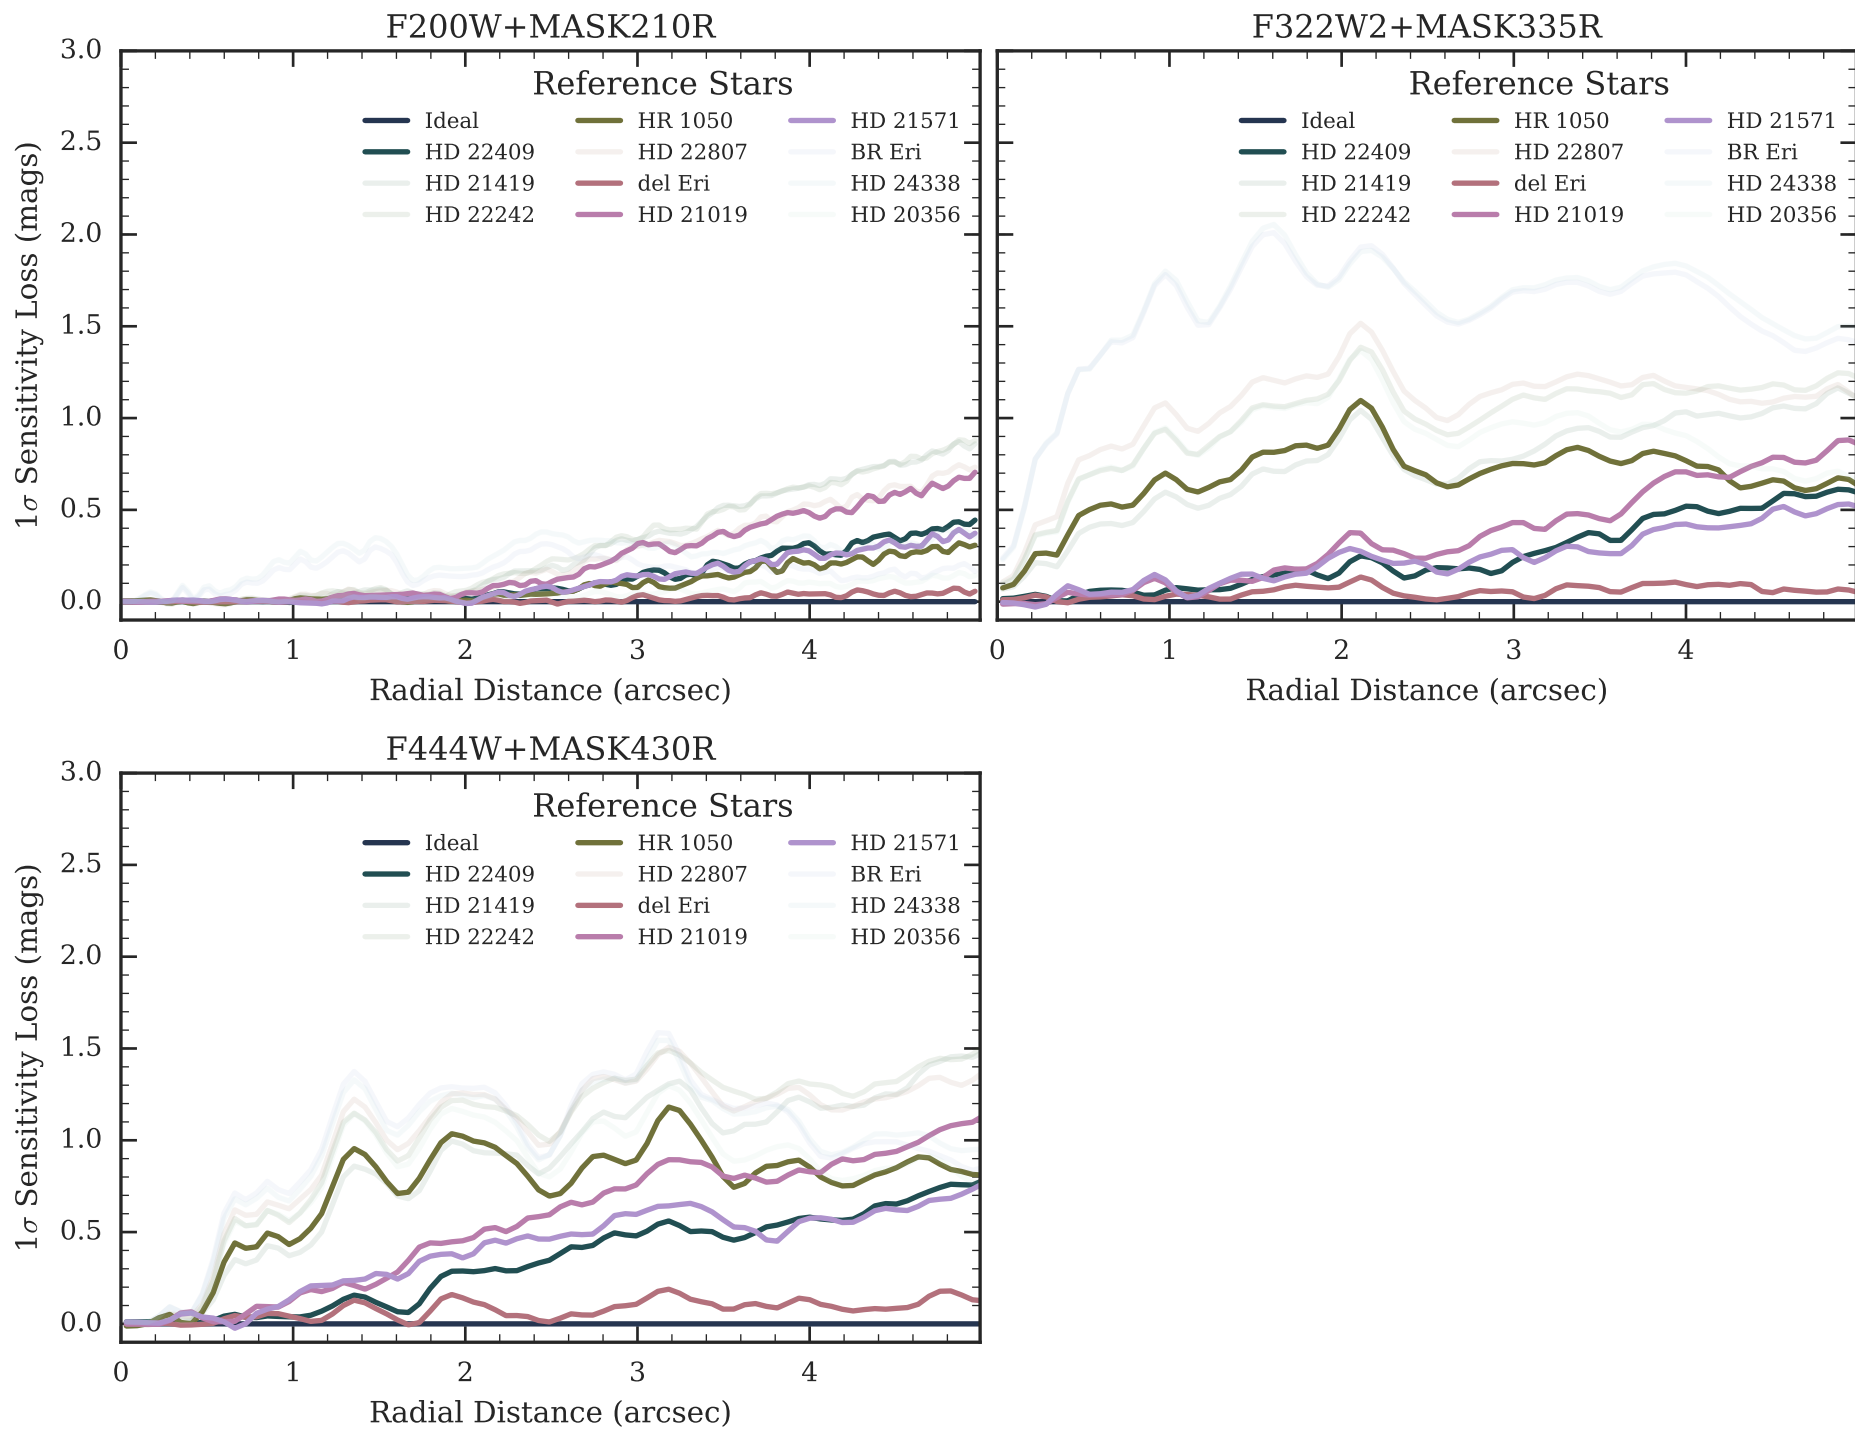 F200W+MASK210R
3.0
2.5
2.0
1.5
1.0
0.5
0.0
1σ Sensitivity Loss (mags)
Reference Stars
Ideal
HD 22409
HD 21419
HD 22242
HR 1050
HD 22807
del Eri
HD 21019
HD 21571
BR Eri
HD 24338
HD 20356
0 1 2 3 4
Radial Distance (arcsec)
F322W2+MASK335R
Reference Stars
Ideal
HD 22409
HD 21419
HD 22242
HR 1050
HD 22807
del Eri
HD 21019
HD 21571
BR Eri
HD 24338
HD 20356
0 1 2 3 4
Radial Distance (arcsec)
F444W+MASK430R
3.0
2.5
2.0
1.5
1.0
0.5
0.0
1σ Sensitivity Loss (mags)
Reference Stars
Ideal
HD 22409
HD 21419
HD 22242
HR 1050
HD 22807
del Eri
HD 21019
HD 21571
BR Eri
HD 24338
HD 20356
0 1 2 3 4
Radial Distance (arcsec)